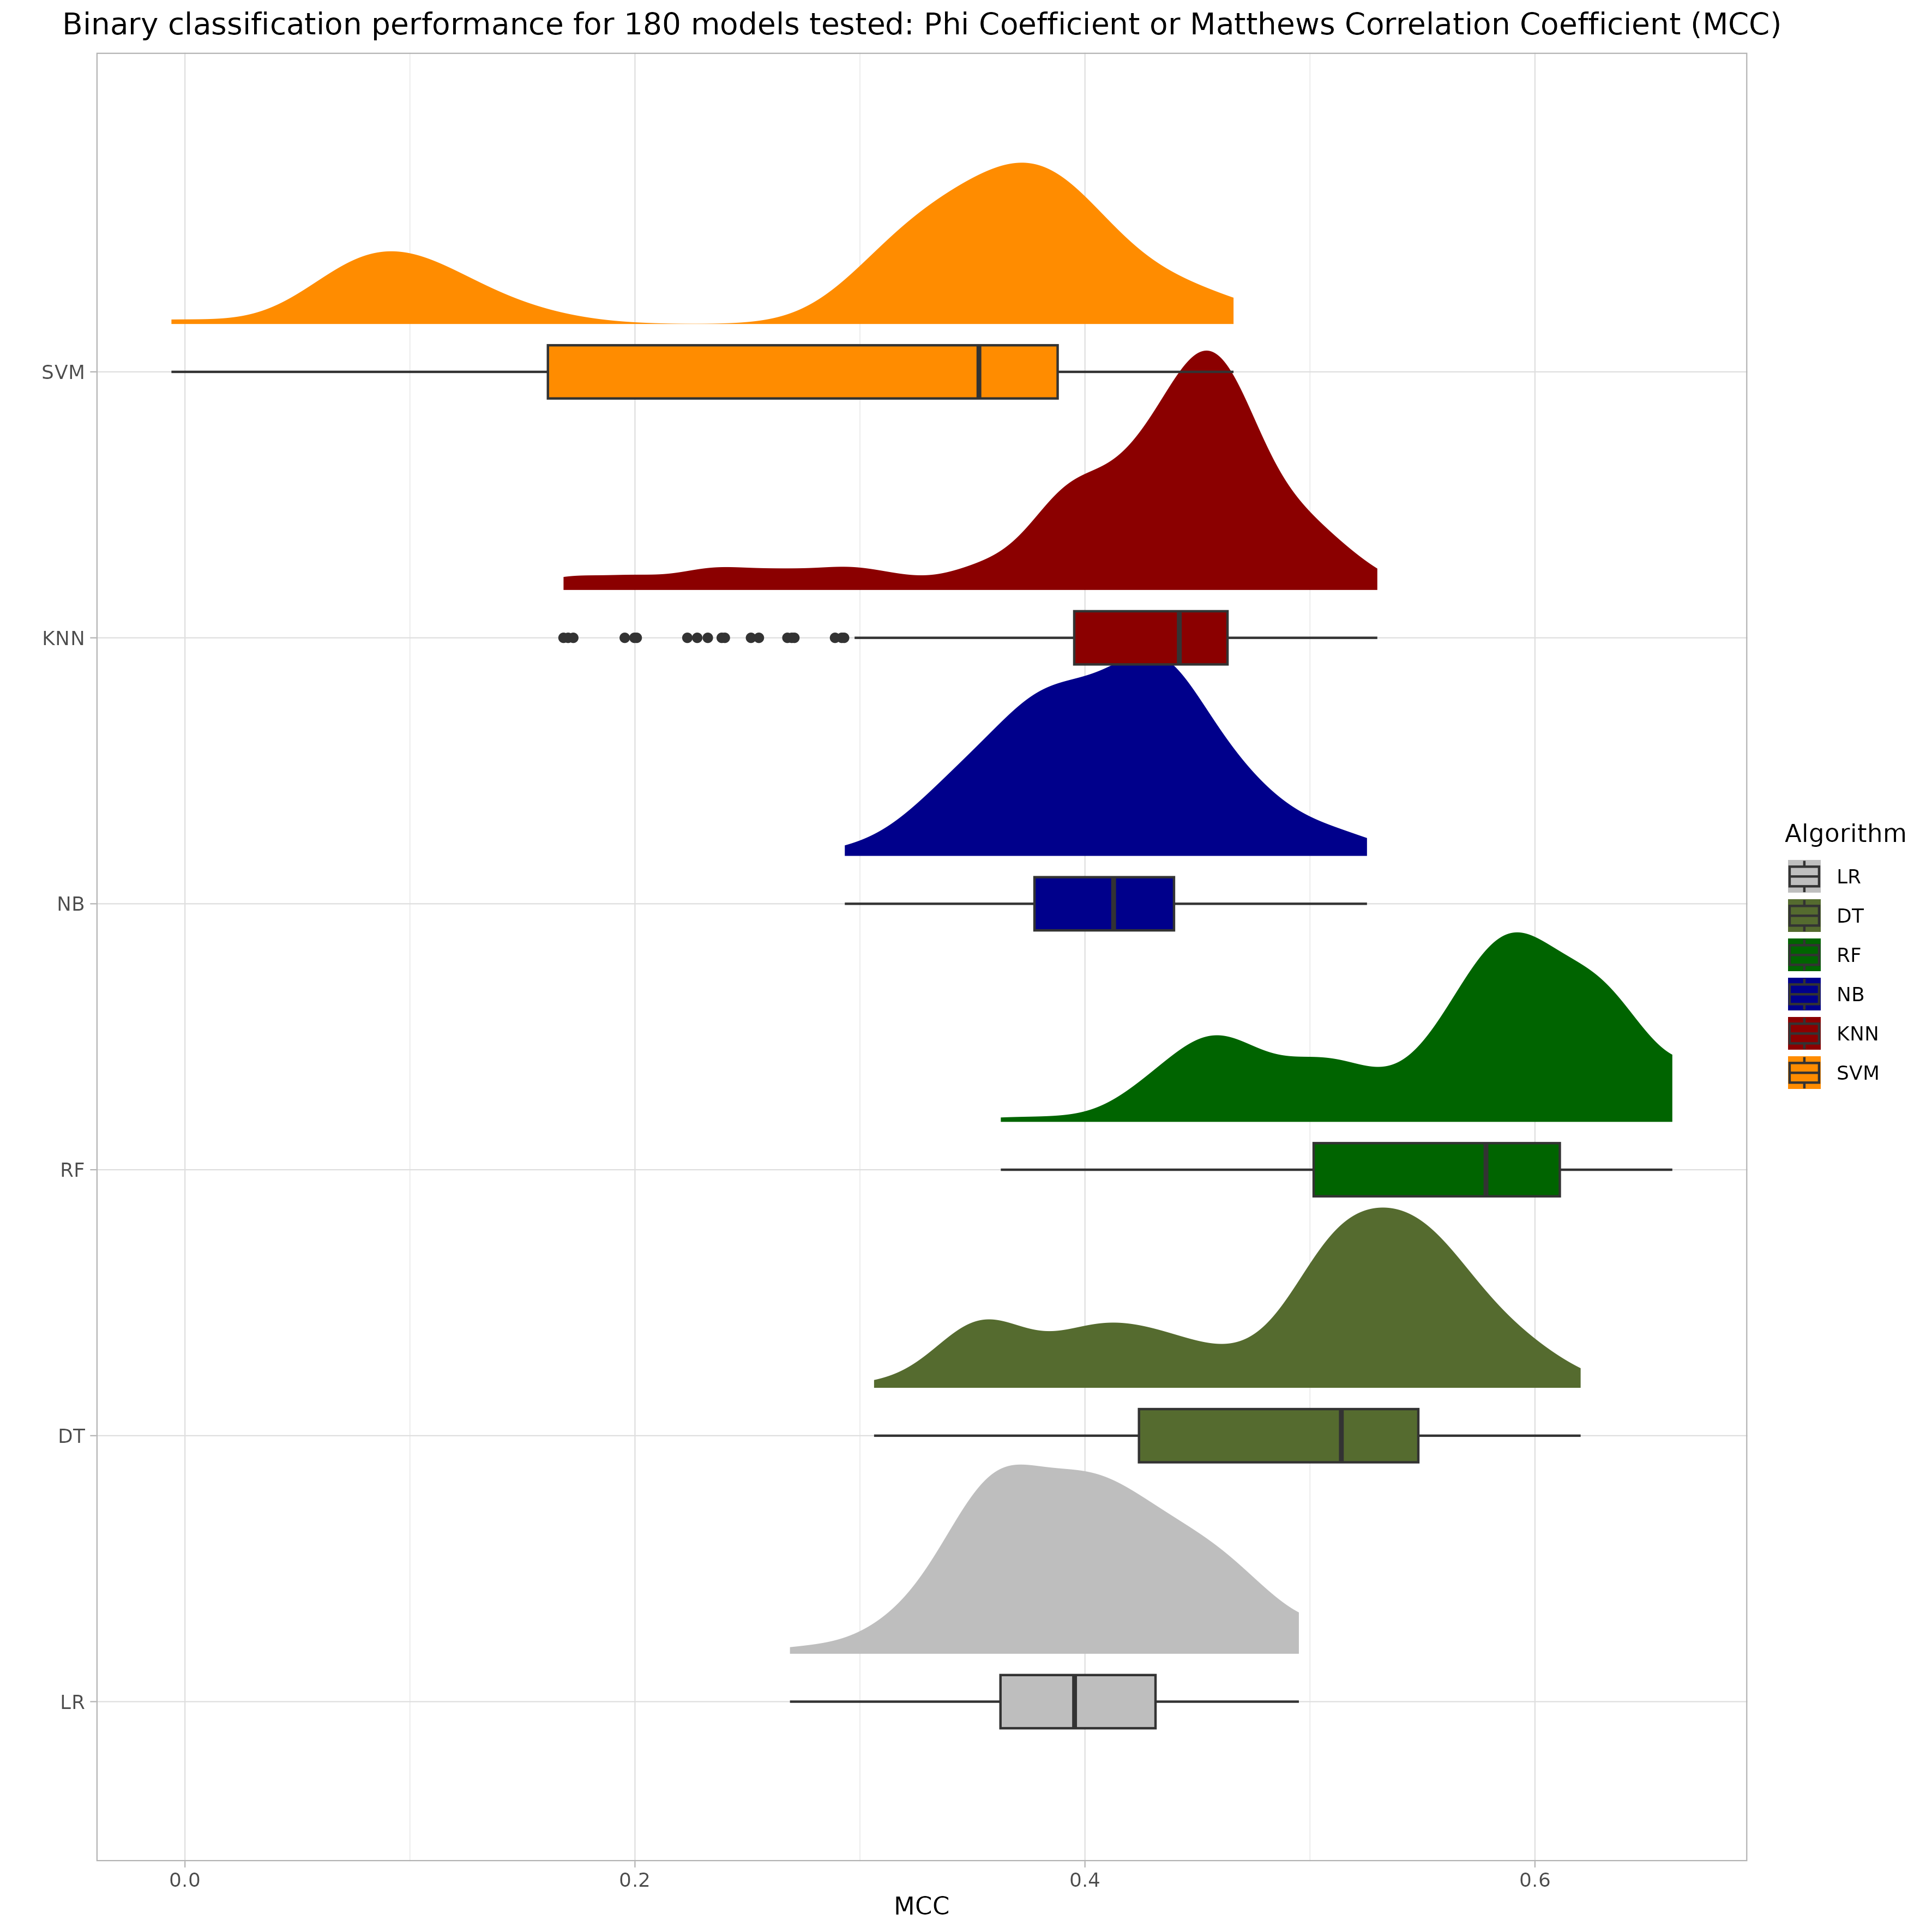 Binary classification performance for 180 models tested: Phi Coefficient or Matthews Correlation Coefficient (MCC)
SVM
KNN
NB
RF
DT
LR
0.0
0.2
0.4
0.6
MCC
Algorithm
LR
DT
RF
NB
KNN
SVM